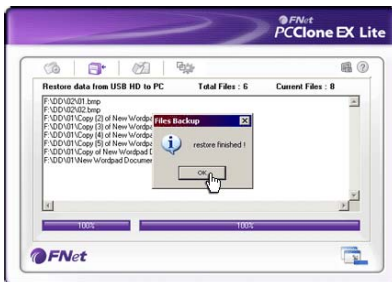 FNet
PCClone EX Lite
Restore data from USB HD to PC Total Files : 6 Current Files : 8
F:\DD\02\01.bmp
F:\DD\02\02.bmp
F:\DD\01\Copy (2) of New Wordpa
F:\DD\01\Copy (3) of New Wordpa
F:\DD\01\Copy (4) of New Wordpa
F:\DD\01\Copy (5) of New Wordpa
F:\DD\01\Copy of New Wordpad D
F:\DD\01\New Wordpad Documen
Files Backup
restore finished !
OK
100% 100%
FNet